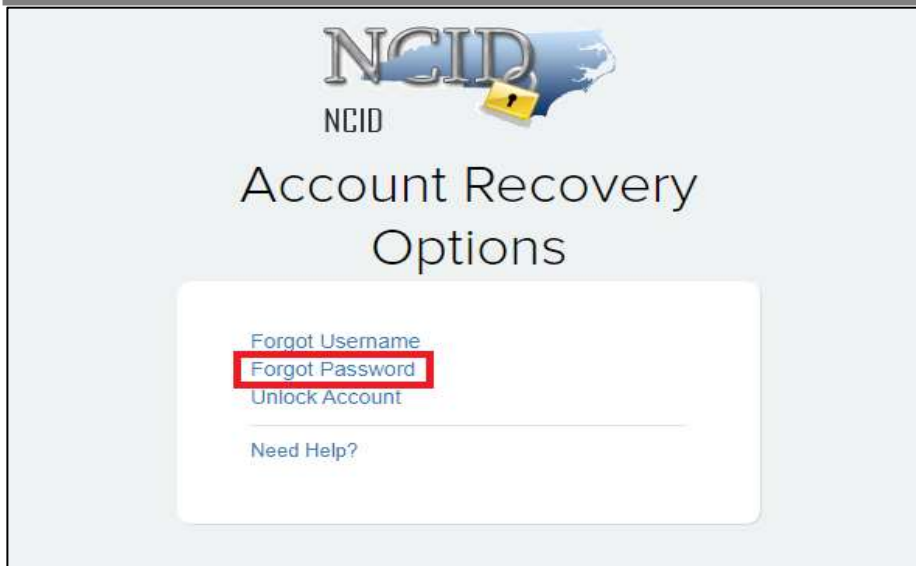 NCID
NCID
Account Recovery
Options
Forgot Username
Forgot Password
Unlock Account
Need Help?